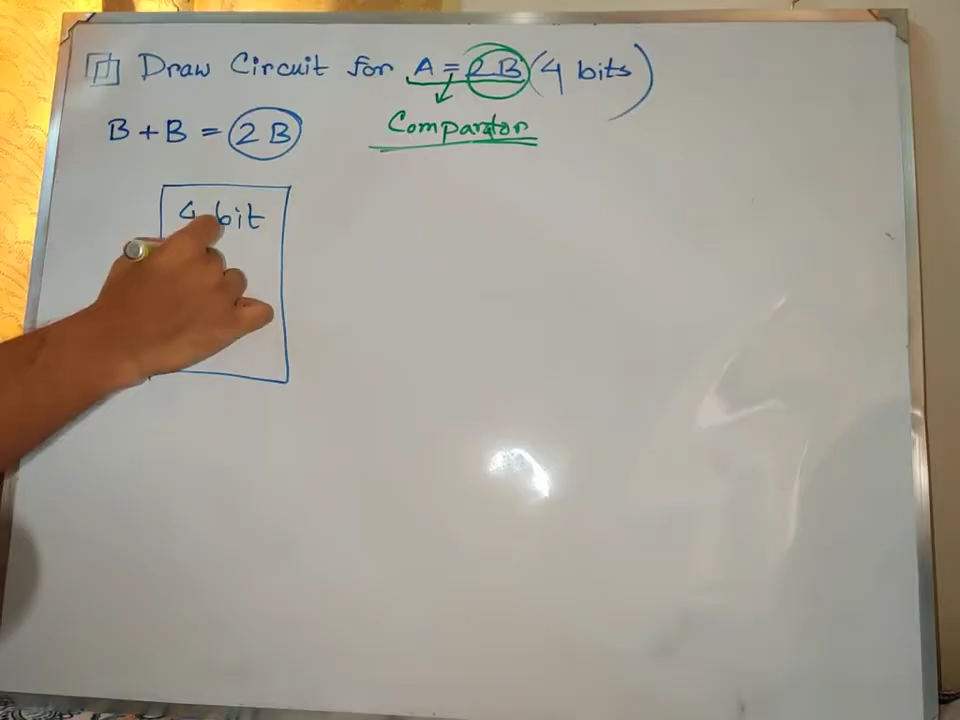 Draw Circuit for A = 2B (4 bits)
B + B = 2B
Comparator
4 bit